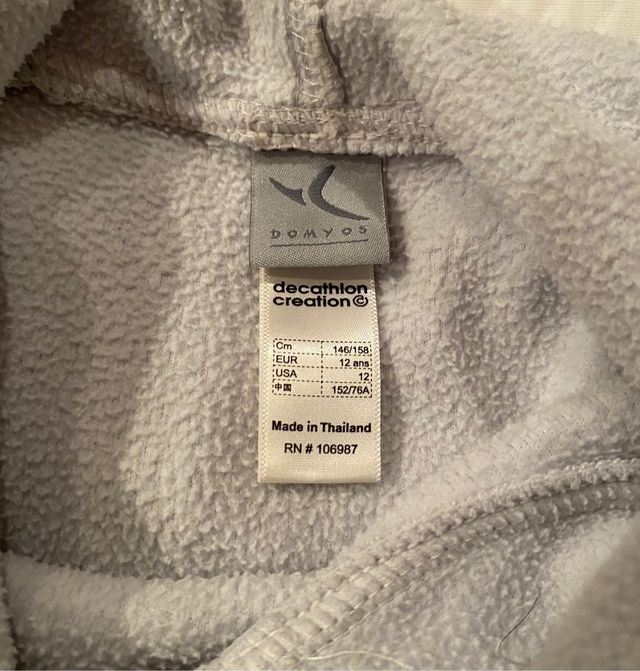 DOMYOS
decathlon
creation©
Cm 146/158
EUR 12 ans
USA 12
中国 152/76A
Made in Thailand
RN # 106987